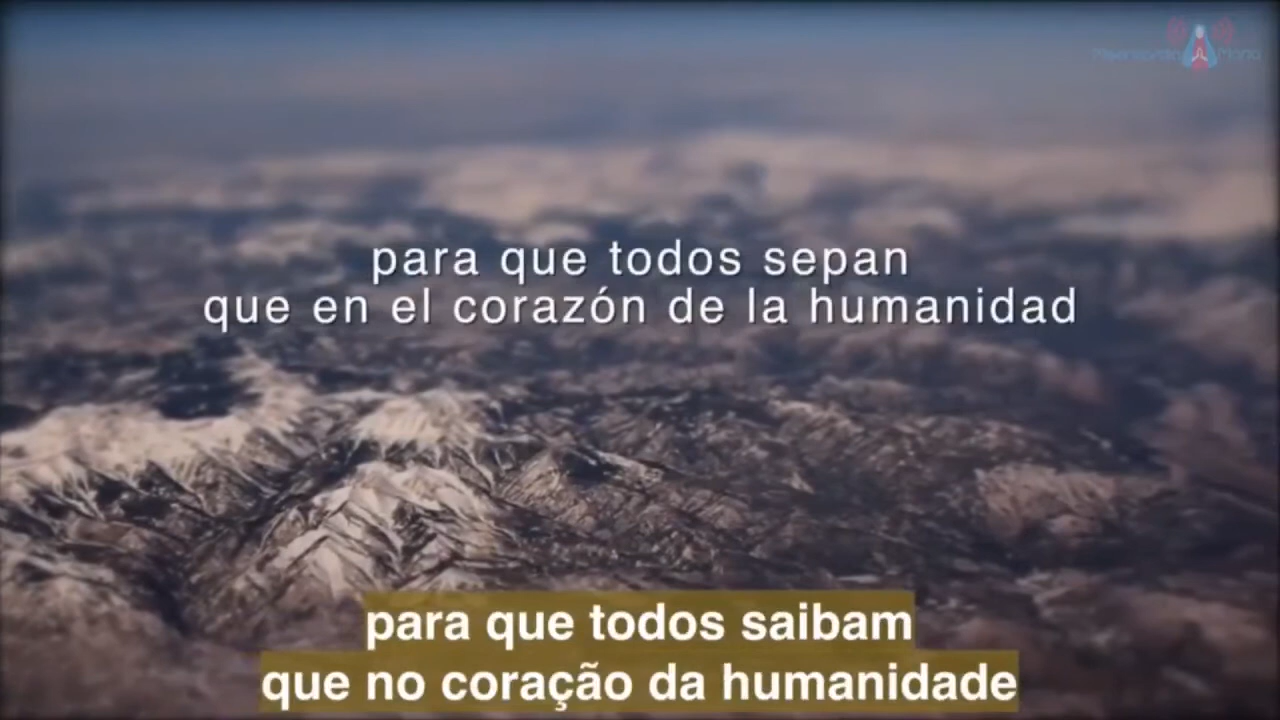 para que todos sepan
que en el corazón de la humanidad
para que todos saibam
que no coração da humanidade